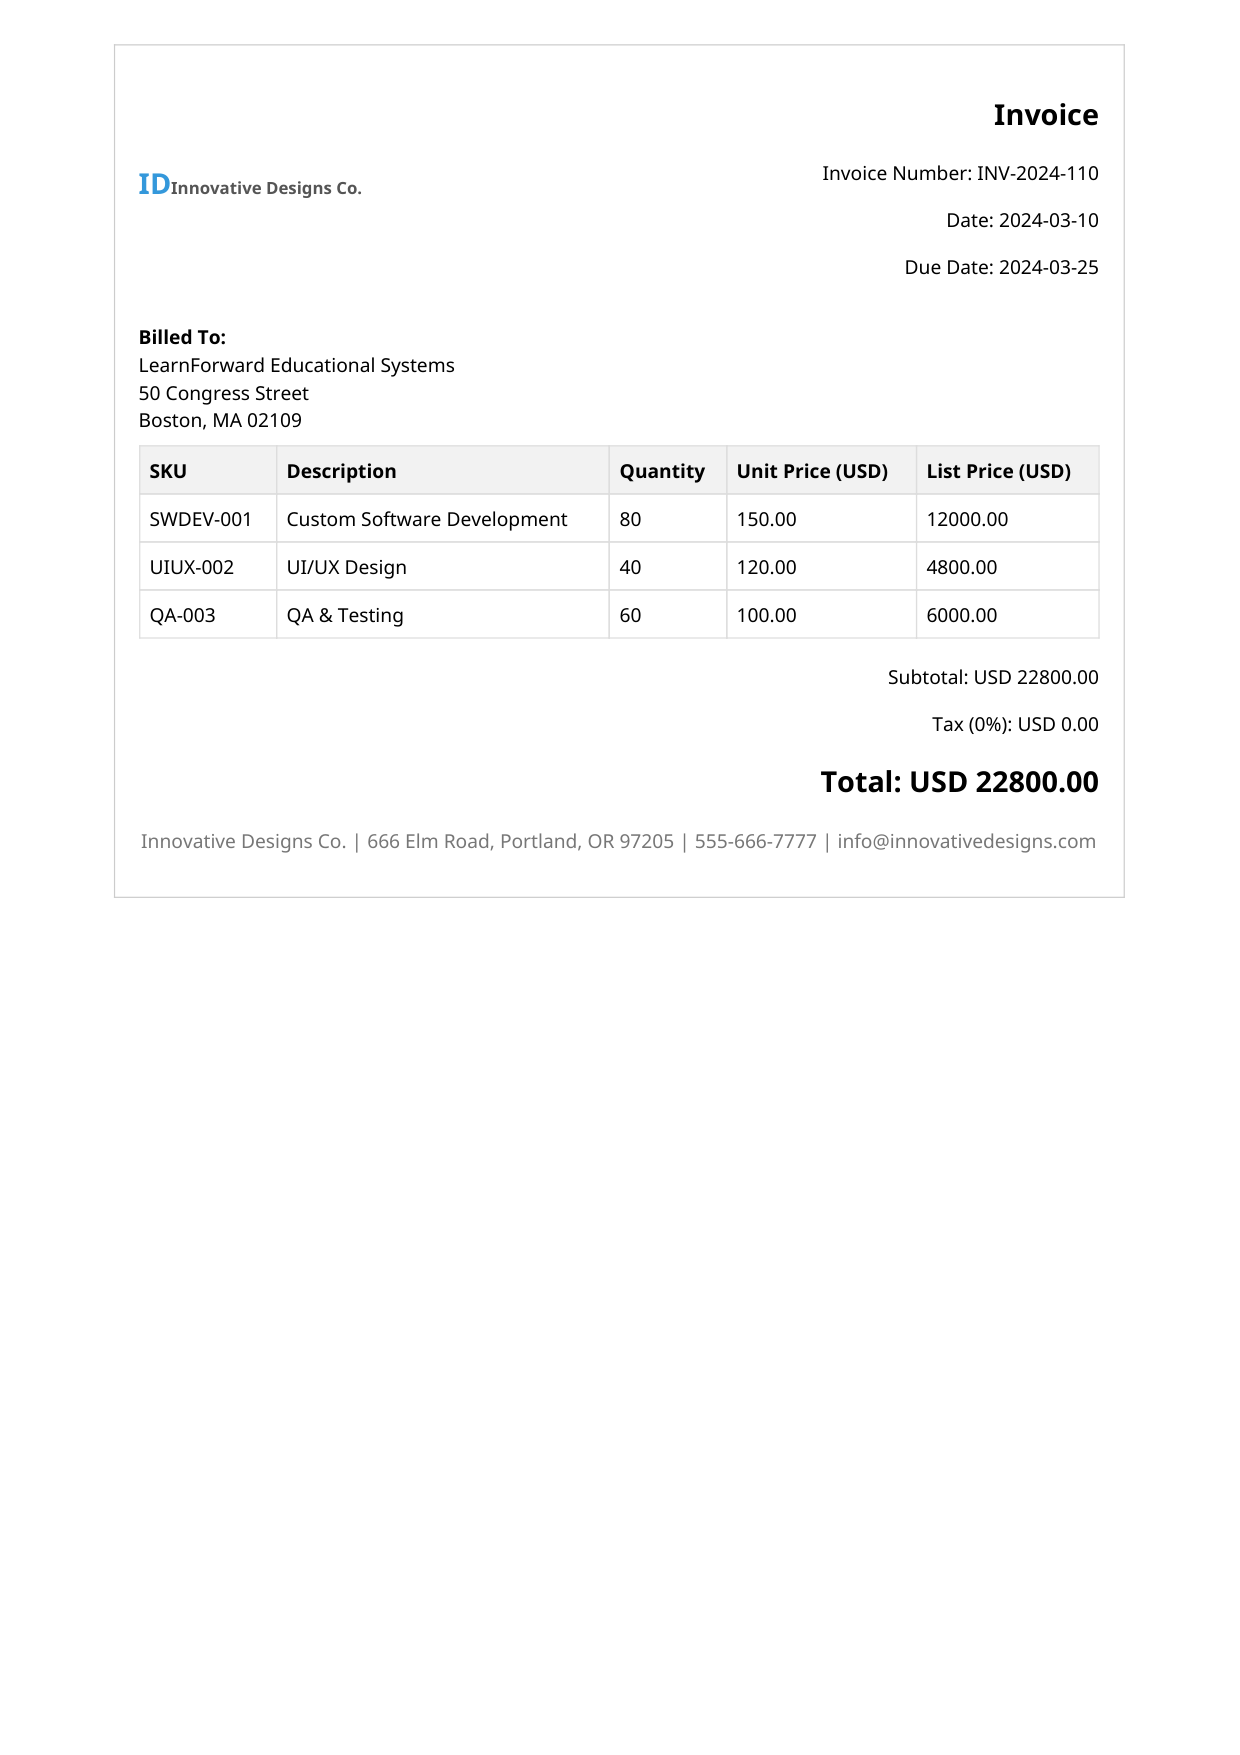 Invoice
IDInnovative Designs Co.
Invoice Number: INV-2024-110
Date: 2024-03-10
Due Date: 2024-03-25
Billed To:
LearnForward Educational Systems
50 Congress Street
Boston, MA 02109
SKU Description Quantity Unit Price (USD) List Price (USD)
SWDEV-001 Custom Software Development 80 150.00 12000.00
UIUX-002 UI/UX Design 40 120.00 4800.00
QA-003 QA & Testing 60 100.00 6000.00
Subtotal: USD 22800.00
Tax (0%): USD 0.00
Total: USD 22800.00
Innovative Designs Co. | 666 Elm Road, Portland, OR 97205 | 555-666-7777 | info@innovativedesigns.com